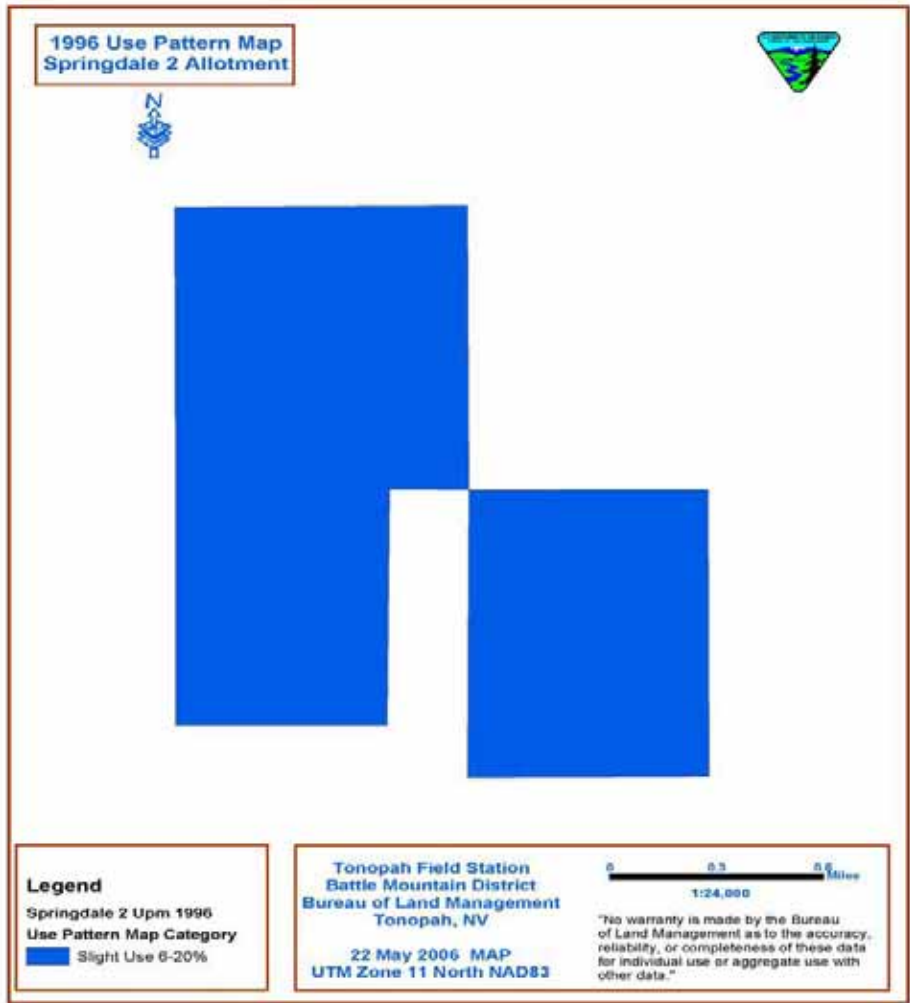 1996 Use Pattern Map
Springdale 2 Allotment
N
Legend
Springdale 2 Upm 1996
Use Pattern Map Category
Slight Use 6-20%
Tonopah Field Station
Battle Mountain District
Bureau of Land Management
Tonopah, NV
22 May 2006 MAP
UTM Zone 11 North NAD83
0 0.3 0.6
Miles
1:24,000
"No warranty is made by the Bureau
of Land Management as to the accuracy,
reliability, or completeness of these data
for individual use or aggregate use with
other data."